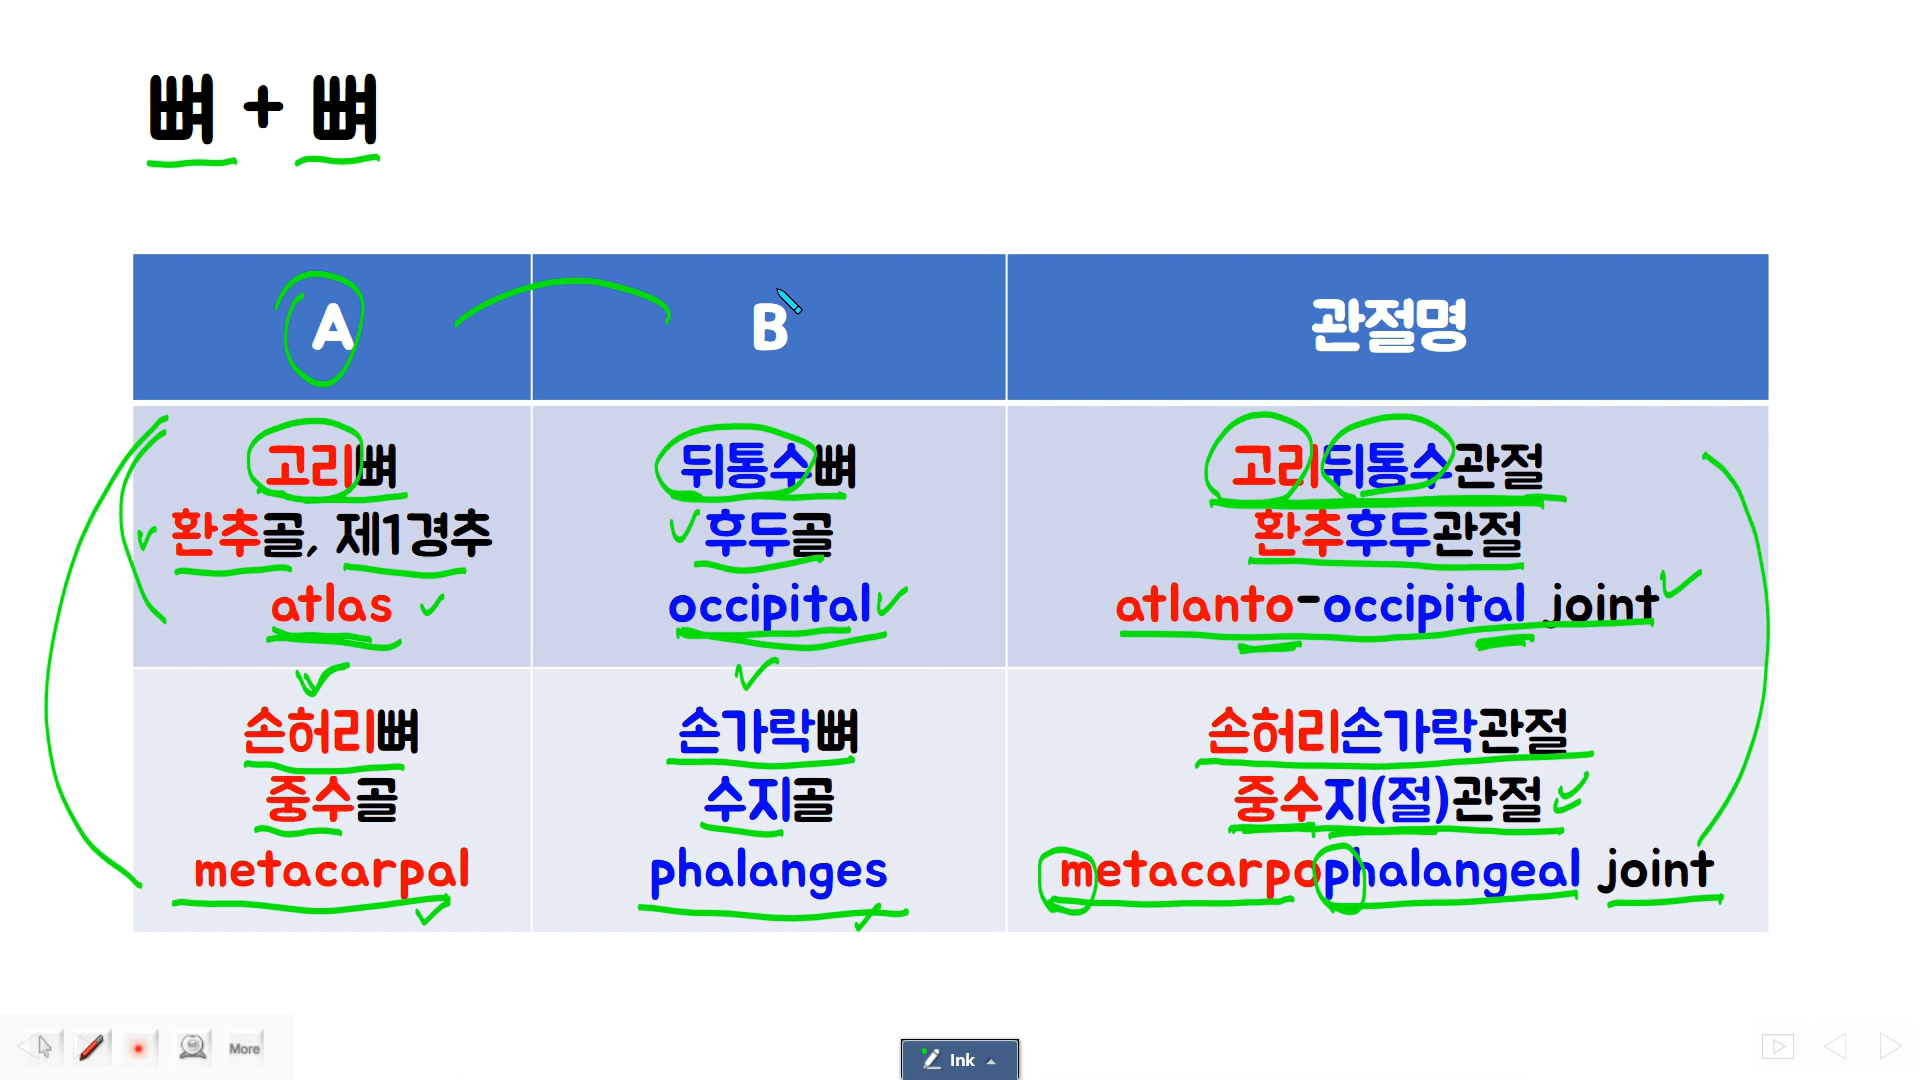 뼈 + 뼈
A B 관절명
고리뼈 뒤통수뼈 고리뒤통수관절
환추골, 제1경추 후두골 환추후두관절
atlas occipital atlanto-occipital joint
손허리뼈 손가락뼈 손허리손가락관절
중수골 수지골 중수지(절)관절
metacarpal phalanges metacarpophalangeal joint
More Ink